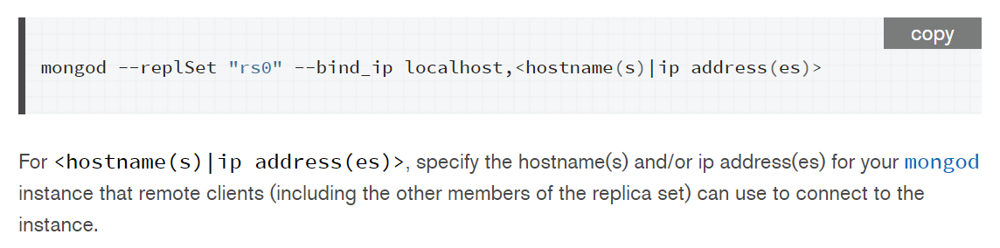 copy
mongod --replSet "rs0" --bind_ip localhost,<hostname(s)|ip address(es)>
For <hostname(s)|ip address(es)>, specify the hostname(s) and/or ip address(es) for your mongod
instance that remote clients (including the other members of the replica set) can use to connect to the
instance.